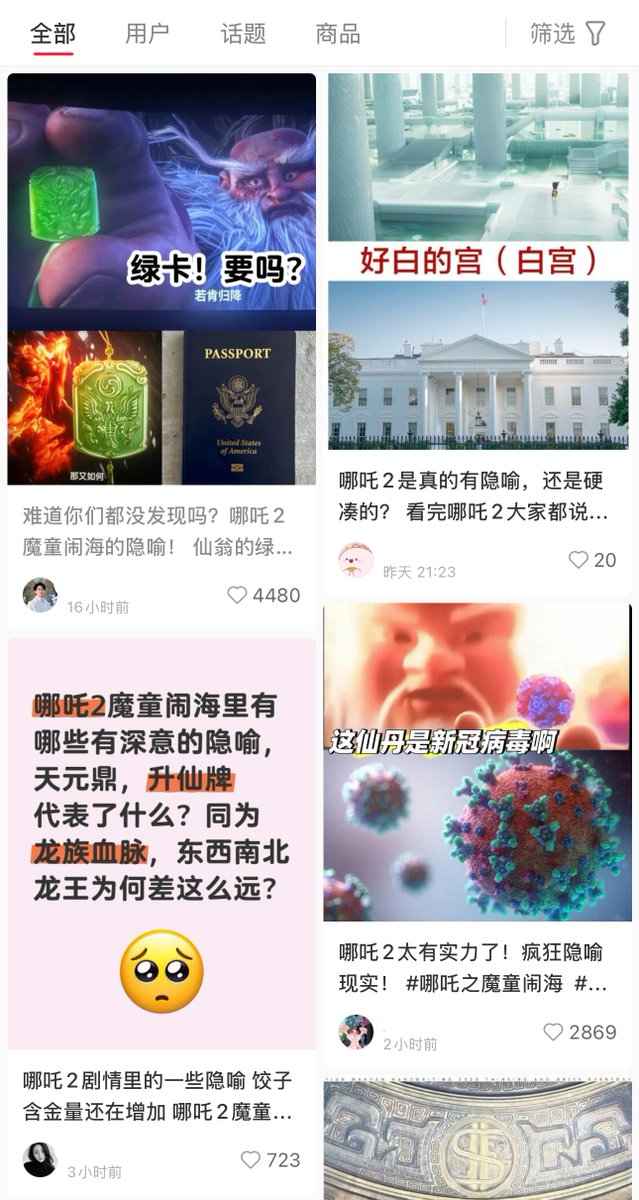 全部
用户
话题
商品
筛选
绿卡！要吗?
若肯归降
那又如何
PASSPORT
United States
of America
难道你们都没发现吗？哪吒２
魔童闹海的隐喻！ 仙翁的绿...
16小时前
4480
好白的宫（白宫）
哪吒２是真的有隐喻，还是硬
凑的？ 看完哪吒２大家都说...
昨天 21:23
20
哪吒2魔童闹海里有
哪些有深意的隐喻，
天元鼎，升仙牌
代表了什么？同为
龙族血脉，东西南北
龙王为何差这么远？
哪吒２剧情里的一些隐喻 饺子
含金量还在增加 哪吒２魔童...
3小时前
723
这仙丹是新冠病毒啊
哪吒２太有实力了！疯狂隐喻
现实！ #哪吒之魔童闹海 #...
2小时前
2869